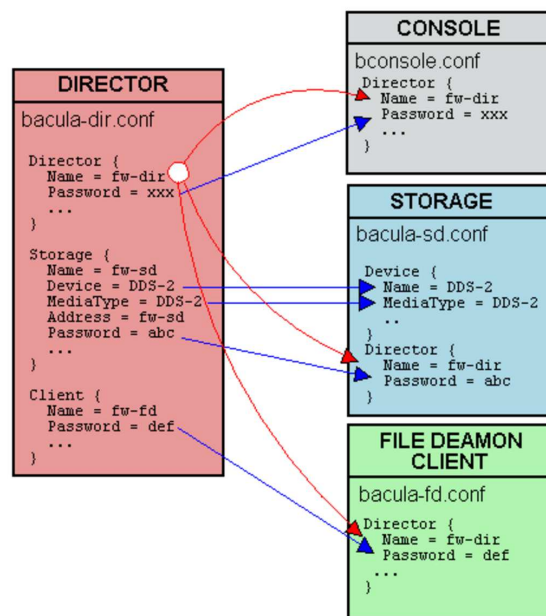 DIRECTOR
bacula-dir.conf
Director {
Name = fw-dir
Password = xxx
...
}
Storage {
Name = fw-sd
Device = DDS-2
MediaType = DDS-2
Address = fw-sd
Password = abc
...
}
Client {
Name = fw-fd
Password = def
...
}
CONSOLE
bconsole.conf
Director {
Name = fw-dir
Password = xxx
...
}
STORAGE
bacula-sd.conf
Device {
Name = DDS-2
MediaType = DDS-2
..
}
Director {
Name = fw-dir
Password = abc
}
FILE DEAMON
CLIENT
bacula-fd.conf
Director {
Name = fw-dir
Password = def
...
}